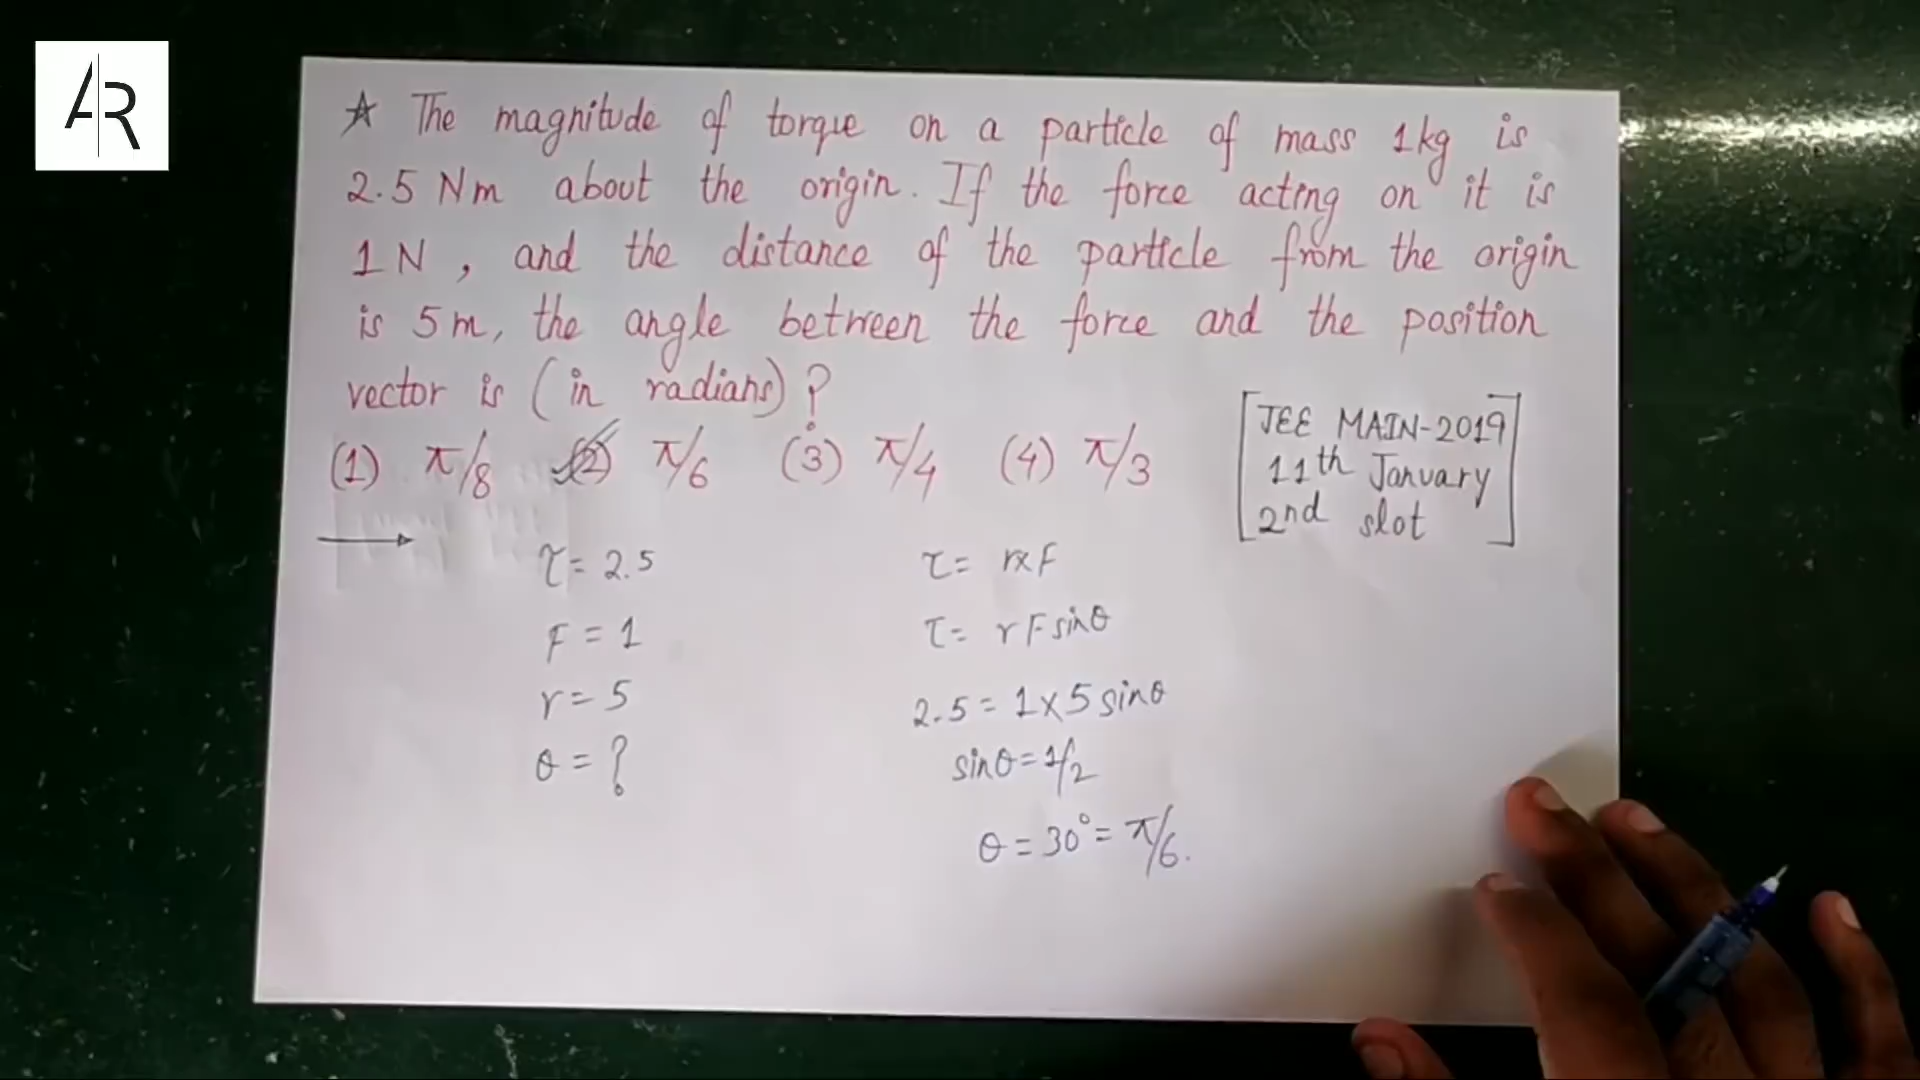 AR
☆ The magnitude of torque on a particle of mass 1kg is
2.5 Nm about the origin. If the force acting on it is
1 N , and the distance of the particle from the origin
is 5m, the angle between the force and the position
vector is (in radians) ?
(1) π/8 (2) π/6 (3) π/4 (4) π/3
[JEE MAIN-2019
11th January
2nd slot]
τ = 2.5
F = 1
r = 5
θ = ?
τ = r×F
τ = rFsinθ
2.5 = 1×5 sinθ
sinθ = 1/2
θ = 30° = π/6.